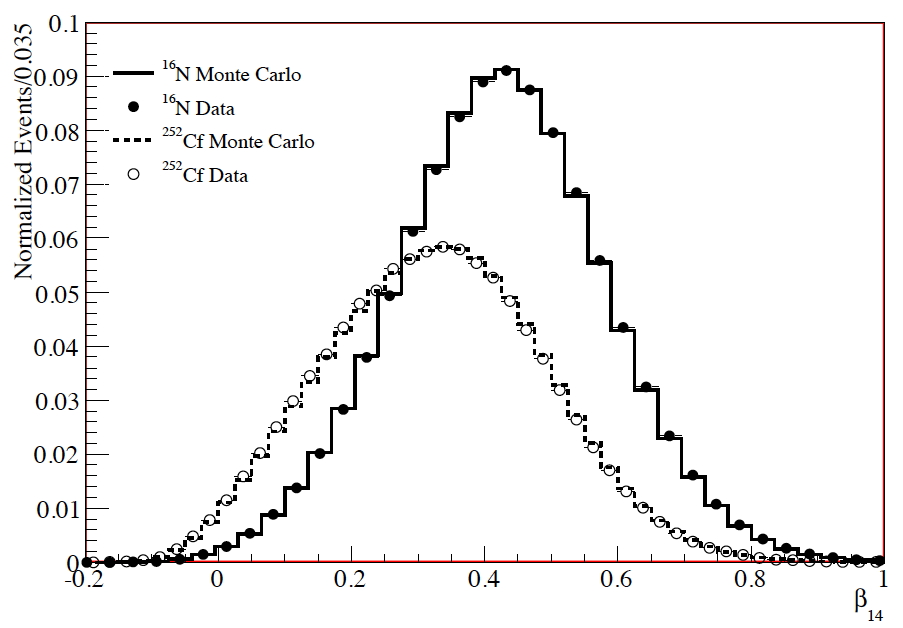 Normalized Events/0.035
0.1
0.09
0.08
0.07
0.06
0.05
0.04
0.03
0.02
0.01
0
¹⁶N Monte Carlo
¹⁶N Data
²⁵²Cf Monte Carlo
²⁵²Cf Data
-0.2 0 0.2 0.4 0.6 0.8 1
β₁₄